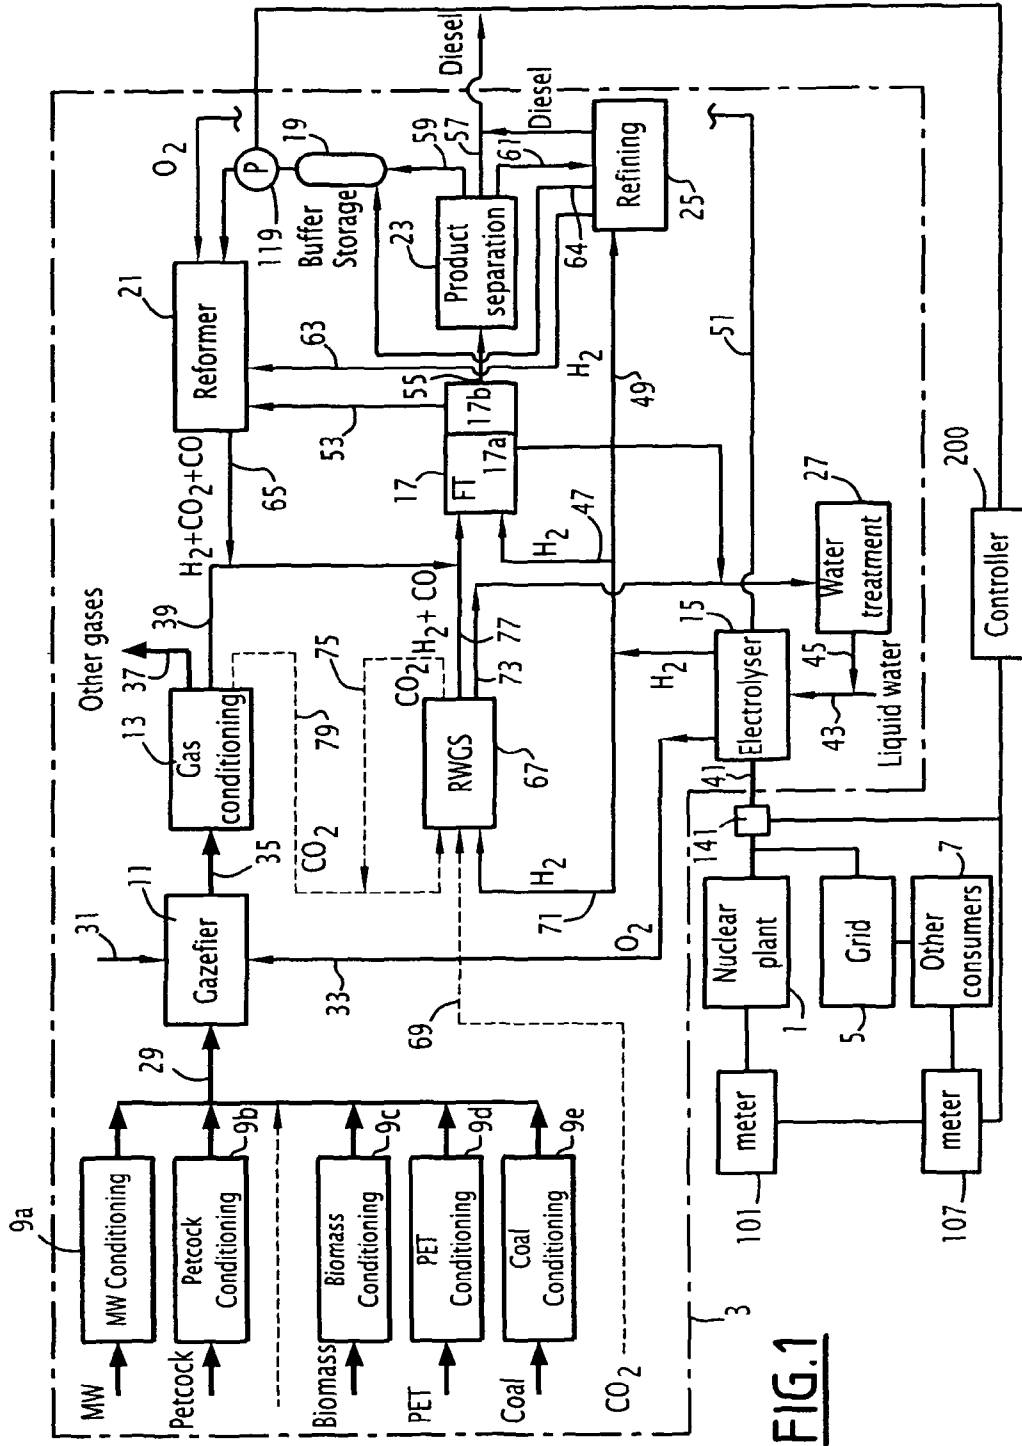 MW
9a
MW Conditioning
Petcock
Petcock
Conditioning
9b
Biomass
Biomass
Conditioning
9c
PET
PET
Conditioning
9d
Coal
Coal
Conditioning
9e
CO2
29
31
Gazefier
11
33
O2
35
Gas
conditioning
13
37
Other gases
39
CO2
79
75
CO2
69
RWGS
67
71
H2
73
77
H2+ CO
H2+CO2+CO
65
Reformer
21
O2
53
63
FT
17
17a
17b
55
H2
47
H2
49
Product
separation
23
Buffer
Storage
19
P
119
59
57
61
64
Diesel
Diesel
Refining
25
51
Electrolyser
15
H2
41
43
45
Liquid water
Water
treatment
27
141
Nuclear
plant
1
Grid
5
Other
consumers
7
meter
101
meter
107
Controller
200
3
FIG.1